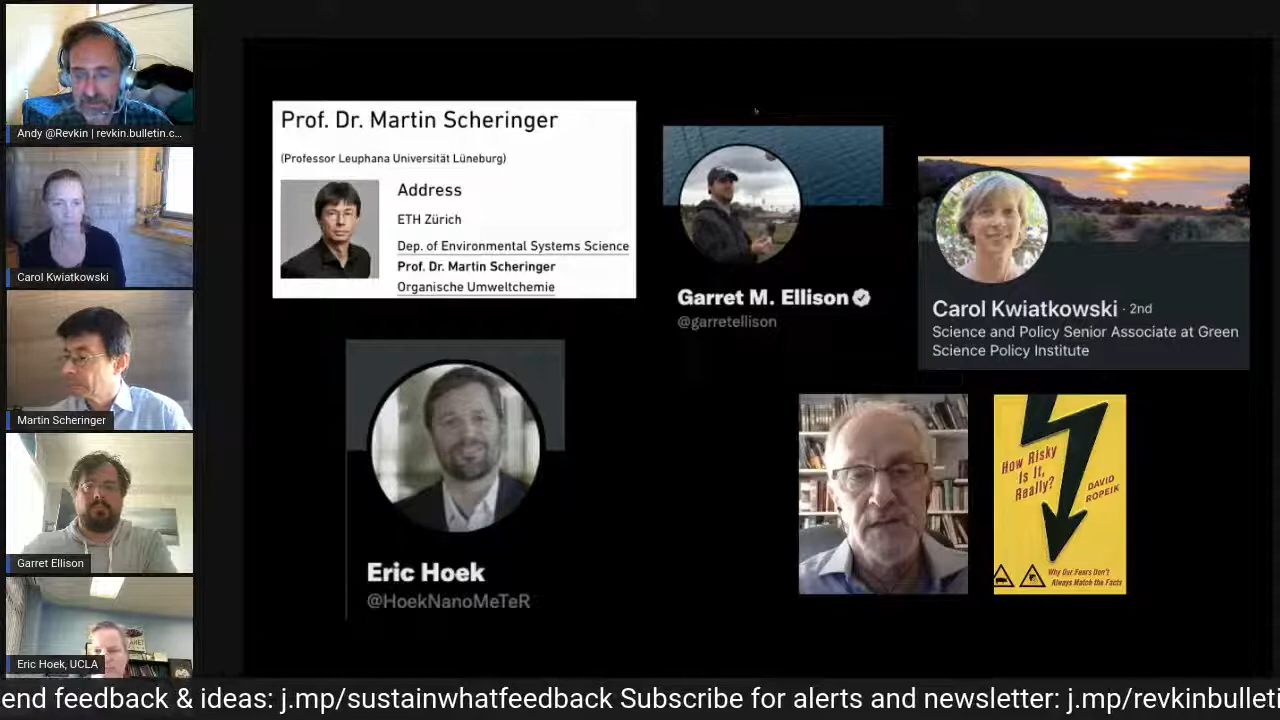 Andy @Revkin | revkin.bulletin.c...
Carol Kwiatkowski
Martin Scheringer
Garret Ellison
Eric Hoek, UCLA
Prof. Dr. Martin Scheringer
(Professor Leuphana Universität Lüneburg)
Address
ETH Zürich
Dep. of Environmental Systems Science
Prof. Dr. Martin Scheringer
Organische Umweltchemie
Garret M. Ellison
@garretellison
Carol Kwiatkowski · 2nd
Science and Policy Senior Associate at Green
Science Policy Institute
Eric Hoek
@HoekNanoMeTeR
How Risky
Is It,
Really?
DAVID
ROPEIK
Why Our Fears Don't
Always Match the Facts
end feedback & ideas: j.mp/sustainwhatfeedback Subscribe for alerts and newsletter: j.mp/revkinbulleti